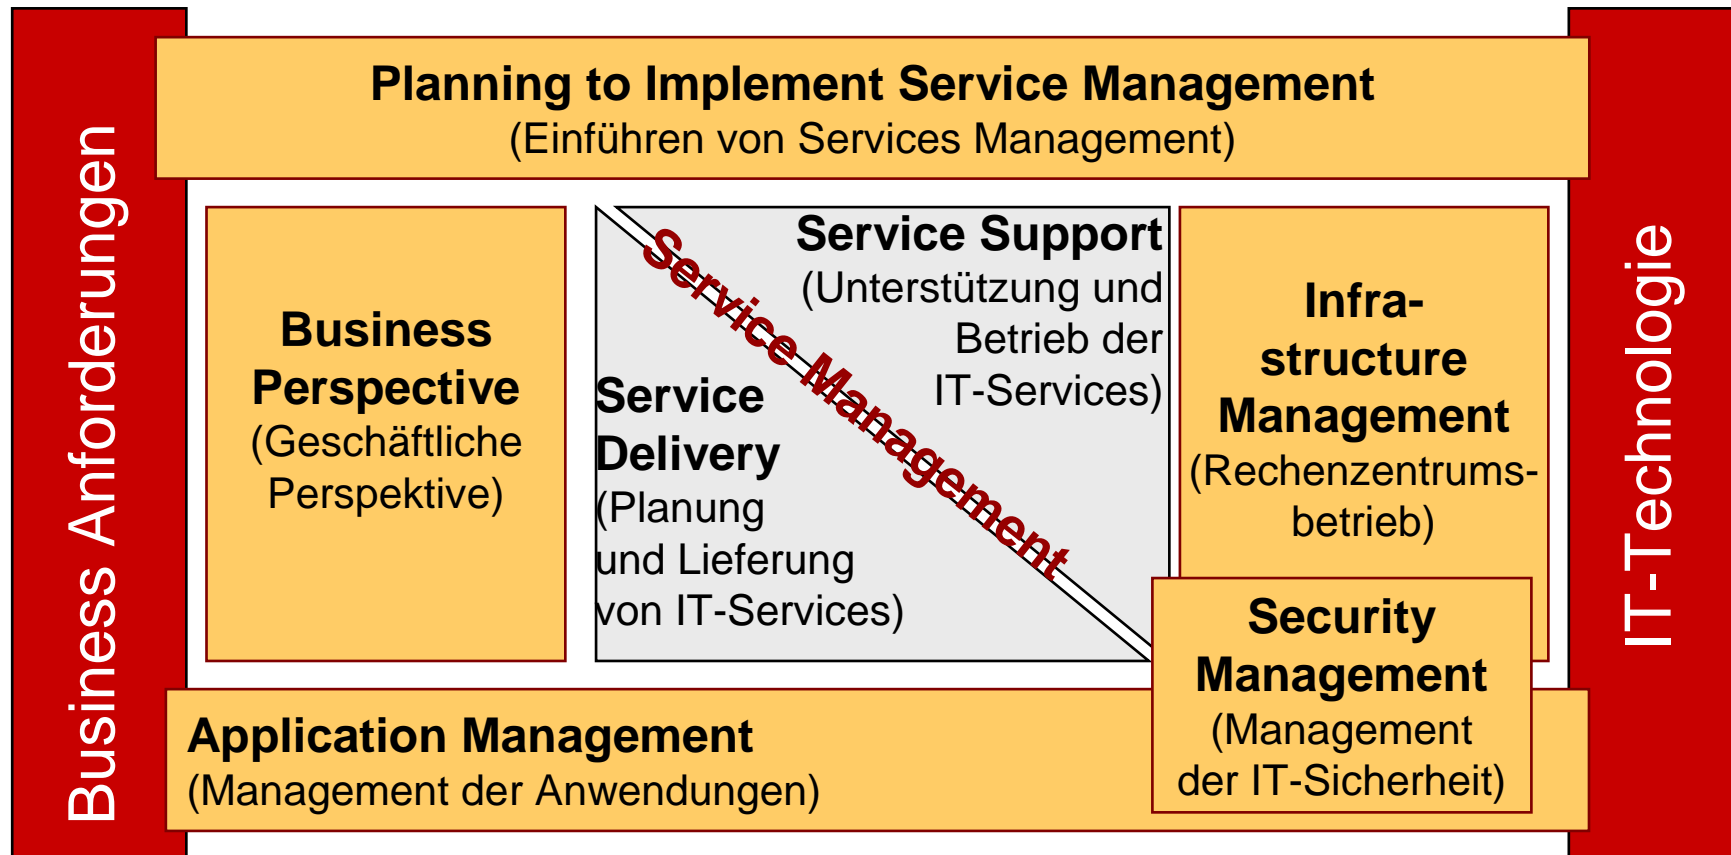 Business Anforderungen
Planning to Implement Service Management
(Einführen von Services Management)
Business
Perspective
(Geschäftliche
Perspektive)
Service Management
Service Support
(Unterstützung und
Betrieb der
IT-Services)
Service
Delivery
(Planung
und Lieferung
von IT-Services)
Infra-
structure
Management
(Rechenzentrums-
betrieb)
Security
Management
(Management
der IT-Sicherheit)
Application Management
(Management der Anwendungen)
IT-Technologie